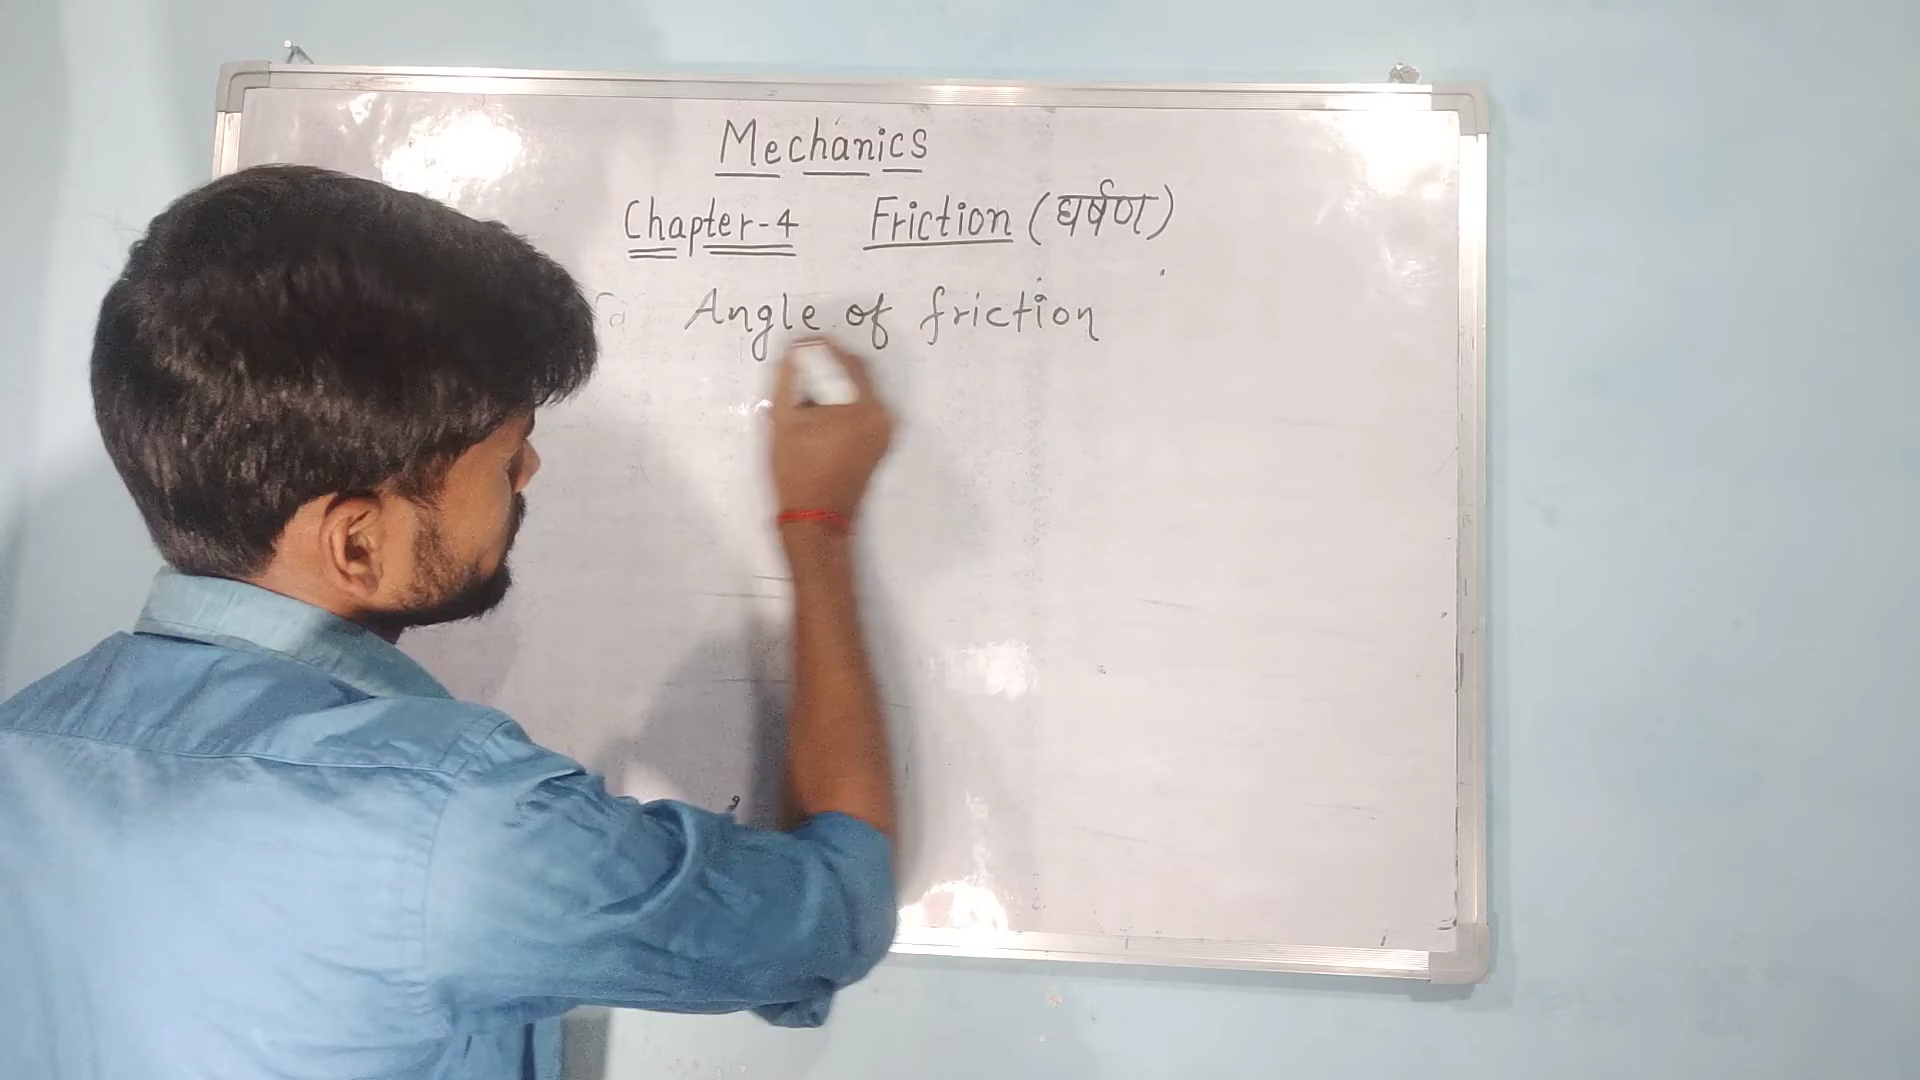 Mechanics
Chapter-4 Friction (घर्षण)
Angle of friction